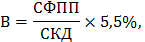 В = СФПП / СКД × 5,5%,